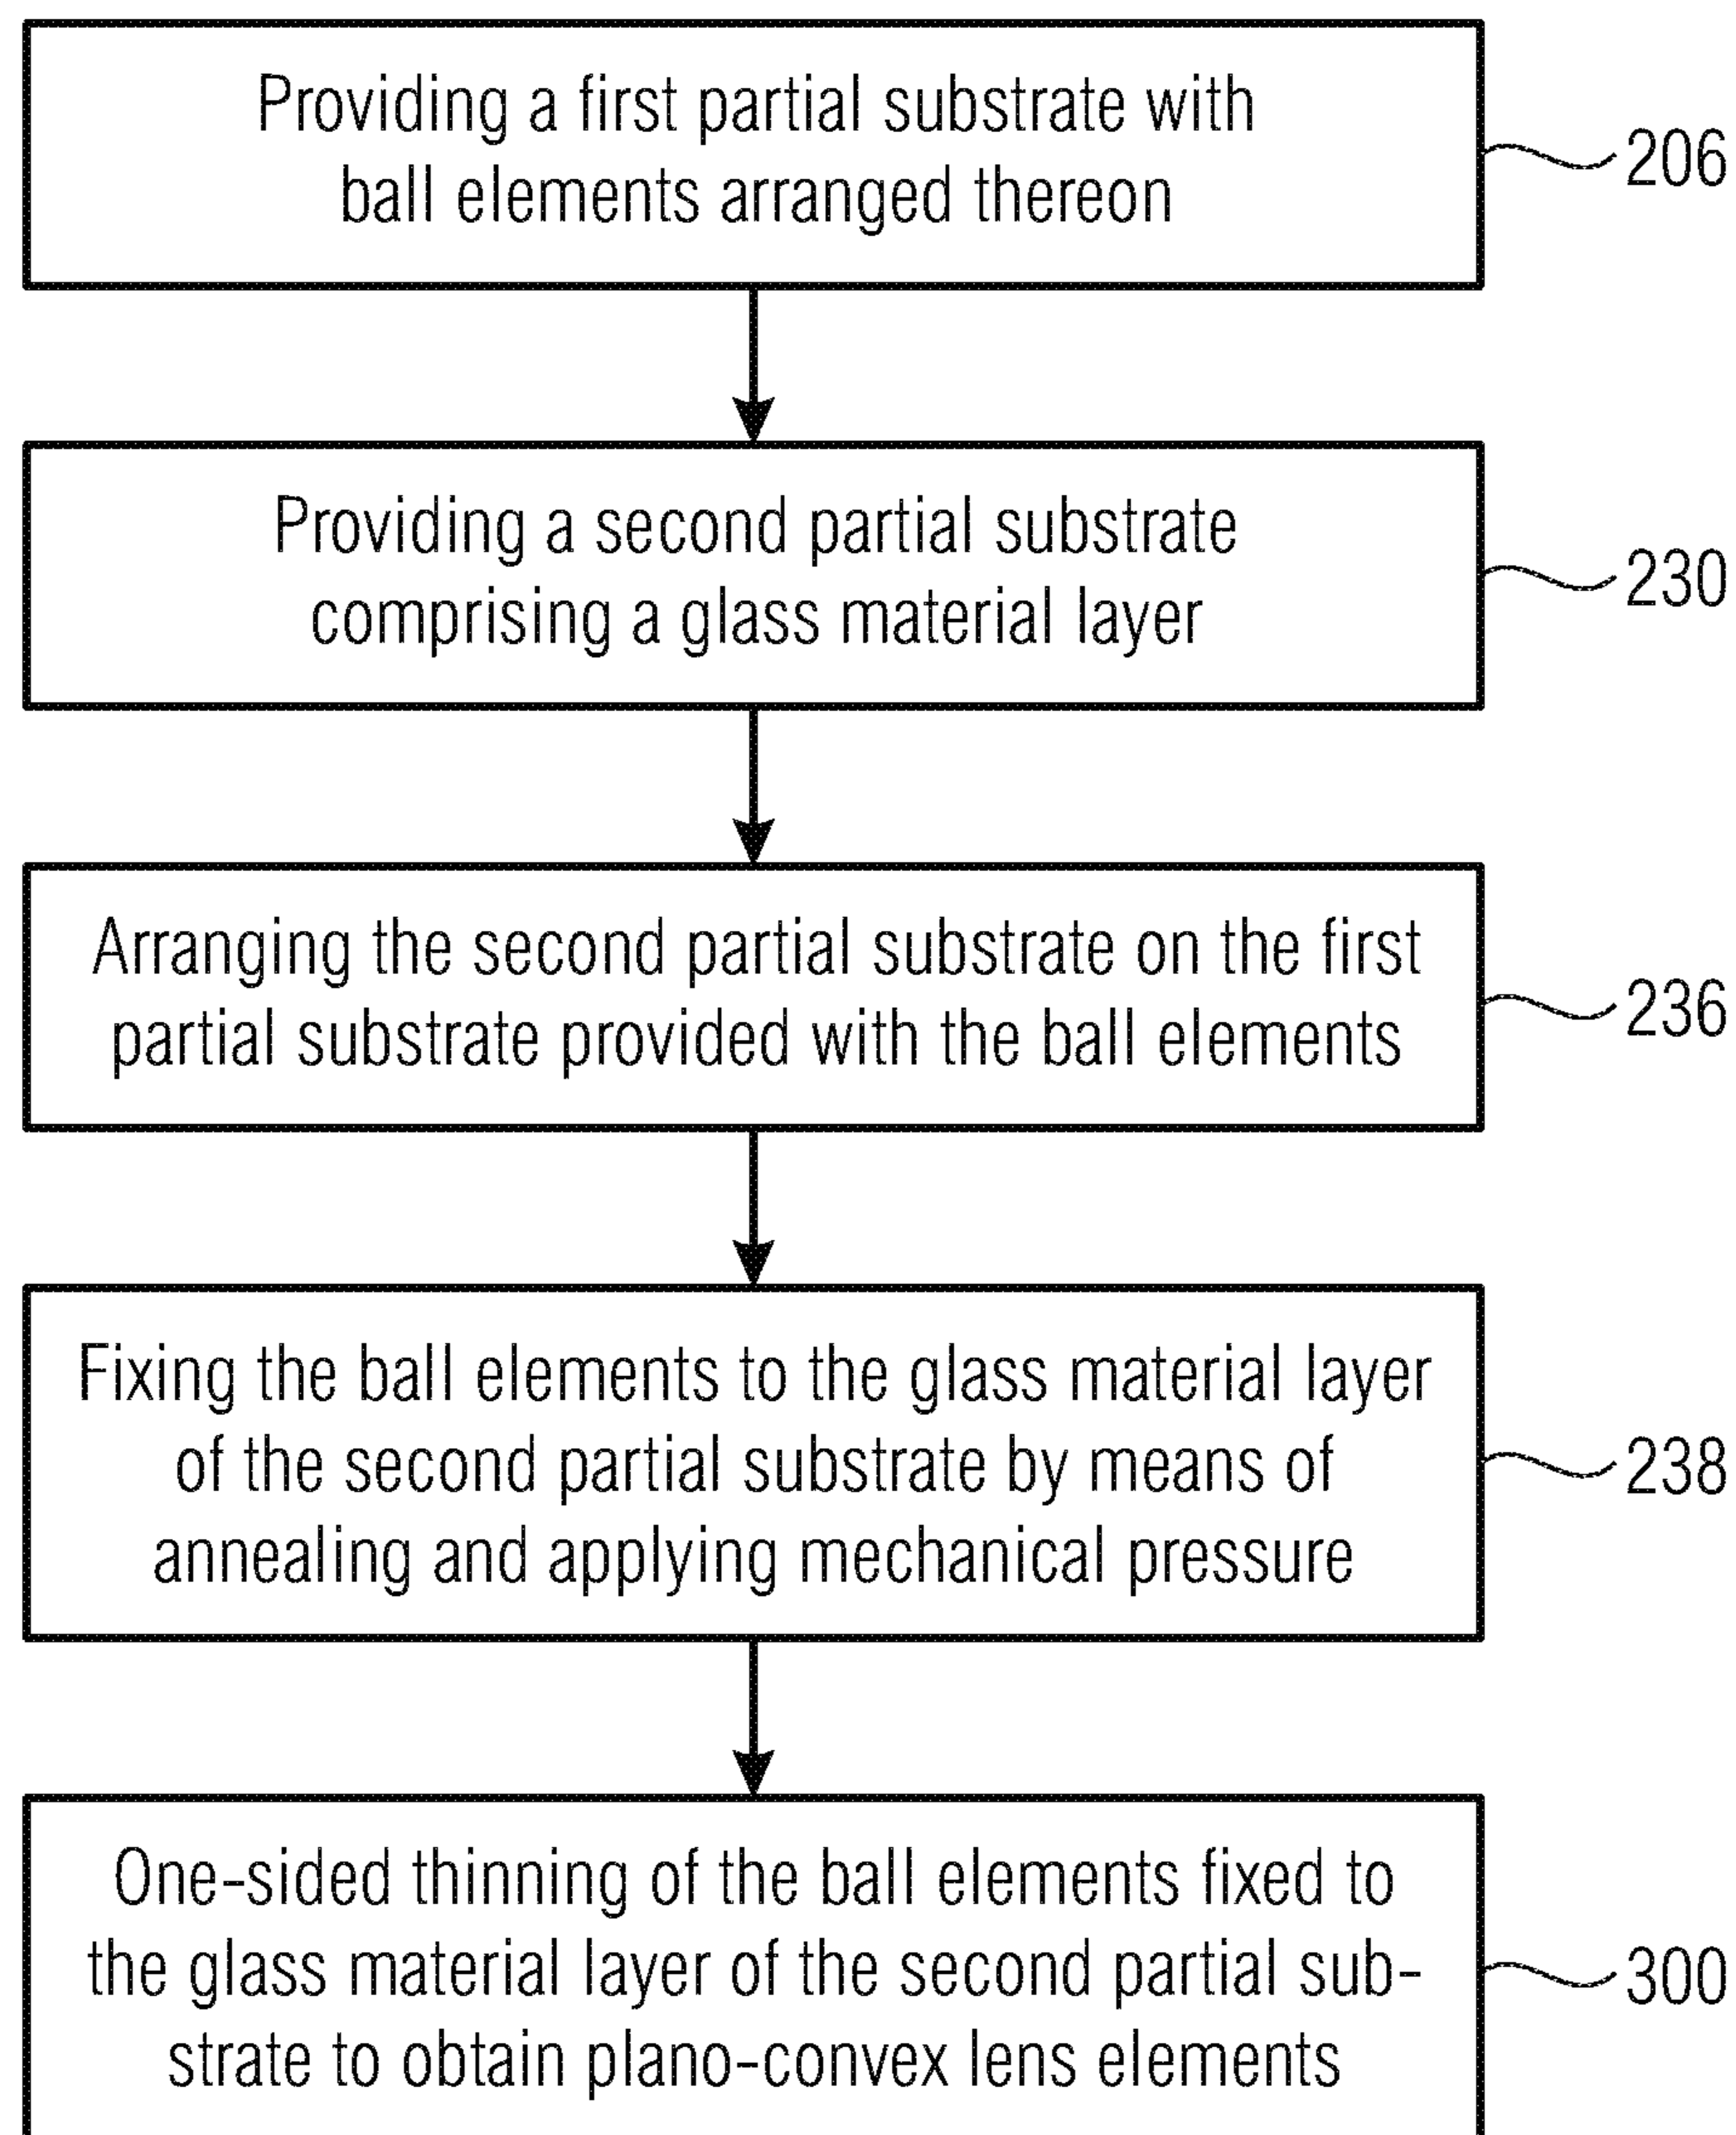 Providing a first partial substrate with
ball elements arranged thereon
206
Providing a second partial substrate
comprising a glass material layer
230
Arranging the second partial substrate on the first
partial substrate provided with the ball elements
236
Fixing the ball elements to the glass material layer
of the second partial substrate by means of
annealing and applying mechanical pressure
238
One-sided thinning of the ball elements fixed to
the glass material layer of the second partial sub-
strate to obtain plano-convex lens elements
300